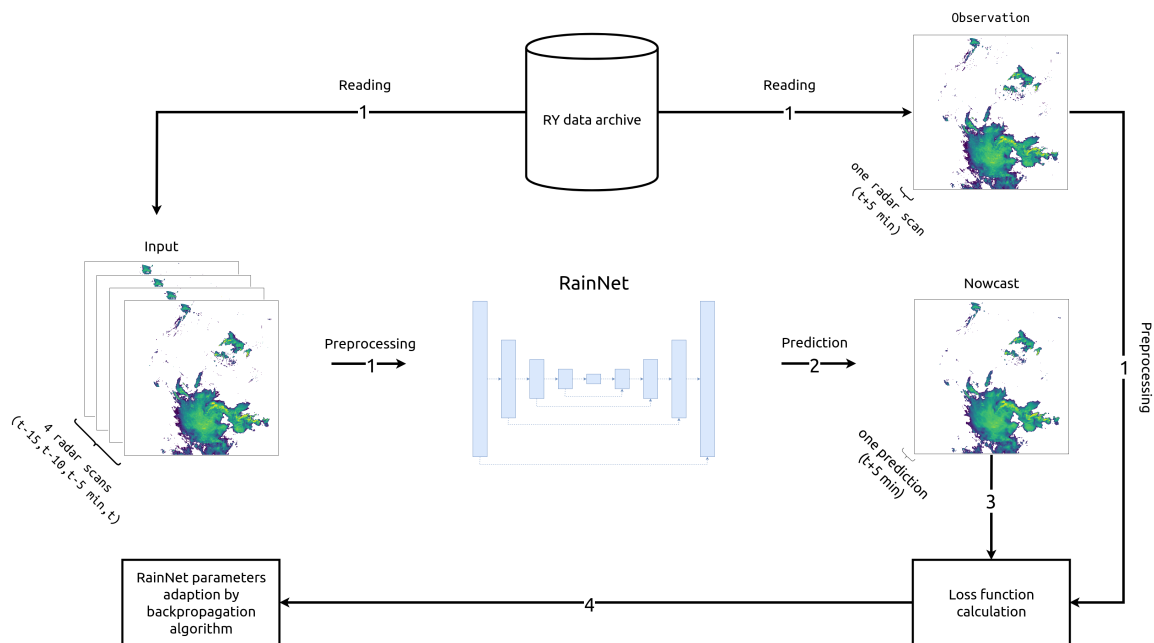 Observation
Reading
1
RY data archive
Reading
1
one radar scan
(t+5 min)
Input
4 radar scans
(t-15,t-10,t-5 min,t)
Preprocessing
1
RainNet
Prediction
2
Nowcast
one prediction
(t+5 min)
1
Preprocessing
3
Loss function
calculation
4
RainNet parameters
adaption by
backpropagation
algorithm